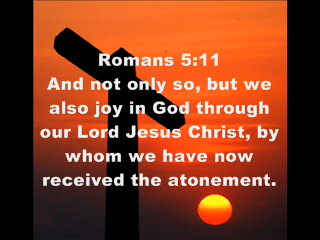 Romans 5:11
And not only so, but we
also joy in God through
our Lord Jesus Christ, by
whom we have now
received the atonement.